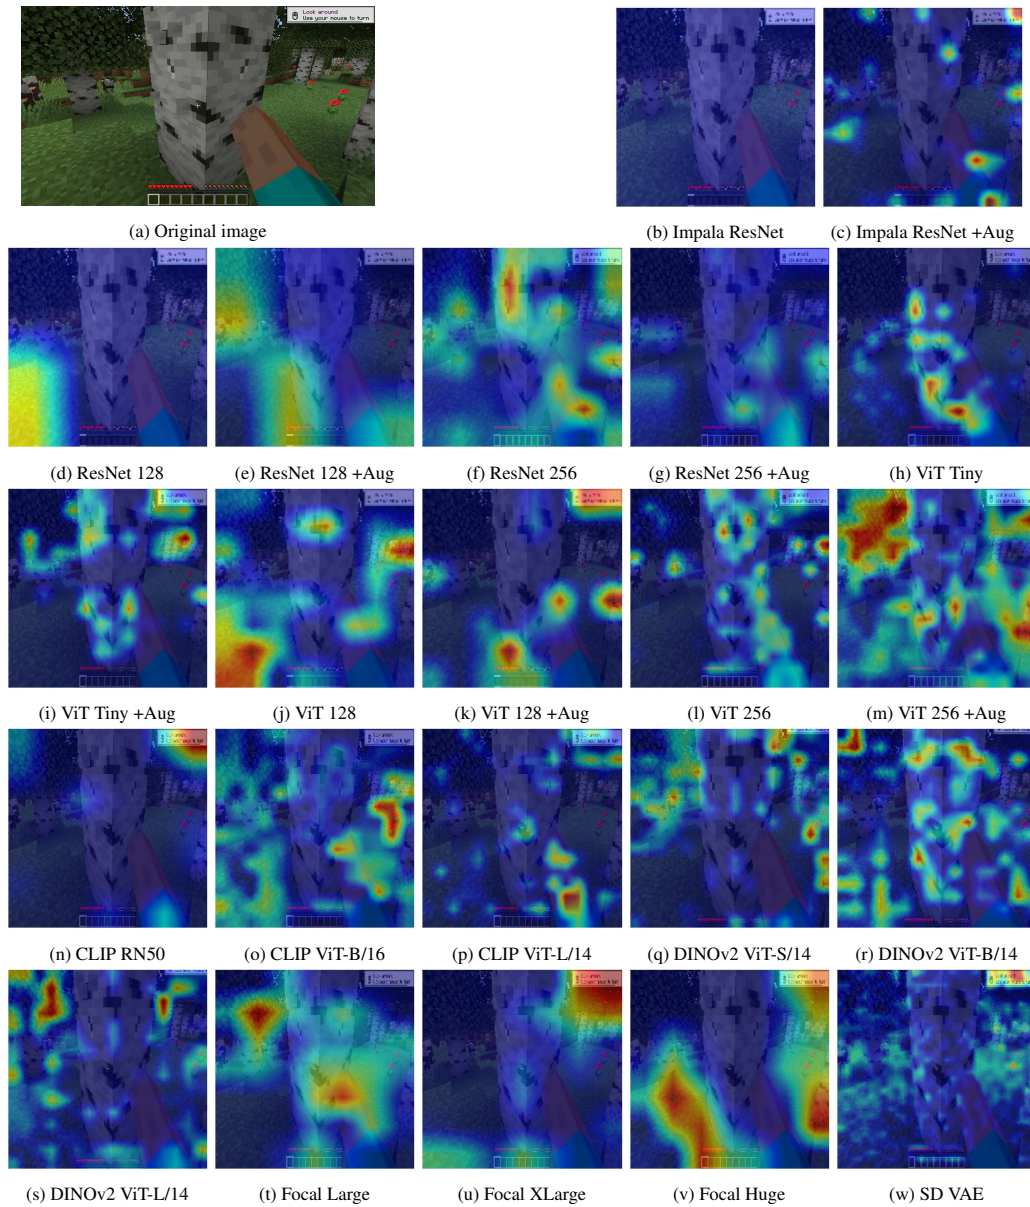 Look around
Use your mouse to turn
(a) Original image
(b) Impala ResNet
(c) Impala ResNet +Aug
(d) ResNet 128
(e) ResNet 128 +Aug
(f) ResNet 256
(g) ResNet 256 +Aug
(h) ViT Tiny
(i) ViT Tiny +Aug
(j) ViT 128
(k) ViT 128 +Aug
(l) ViT 256
(m) ViT 256 +Aug
(n) CLIP RN50
(o) CLIP ViT-B/16
(p) CLIP ViT-L/14
(q) DINOv2 ViT-S/14
(r) DINOv2 ViT-B/14
(s) DINOv2 ViT-L/14
(t) Focal Large
(u) Focal XLarge
(v) Focal Huge
(w) SD VAE